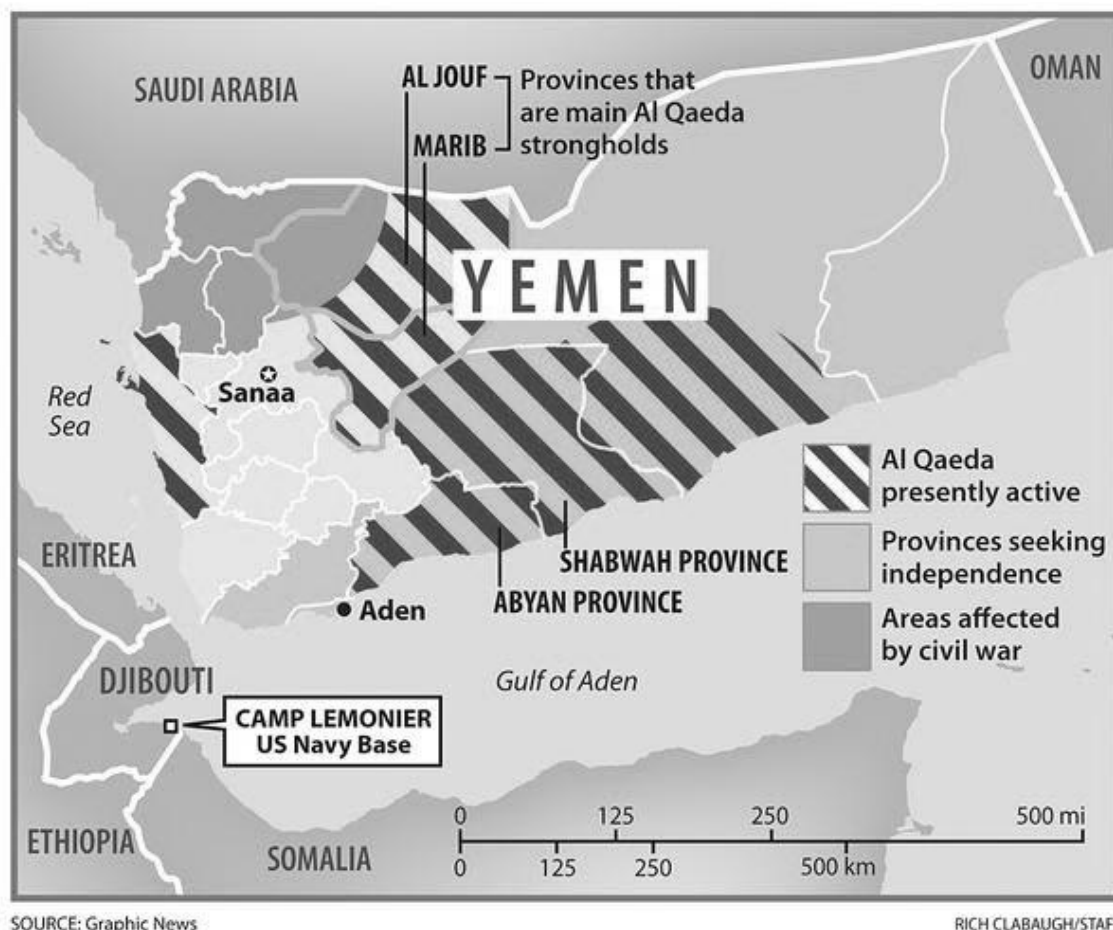 SAUDI ARABIA
AL JOUF
MARIB
Provinces that
are main Al Qaeda
strongholds
OMAN
YEMEN
Red
Sea
Sanaa
Al Qaeda
presently active
Provinces seeking
independence
Areas affected
by civil war
ERITREA
SHABWAH PROVINCE
ABYAN PROVINCE
Aden
DJIBOUTI
Gulf of Aden
CAMP LEMONIER
US Navy Base
ETHIOPIA
SOMALIA
0 125 250 500 mi
0 125 250 500 km
SOURCE: Graphic News
RICH CLABAUGH/STAF